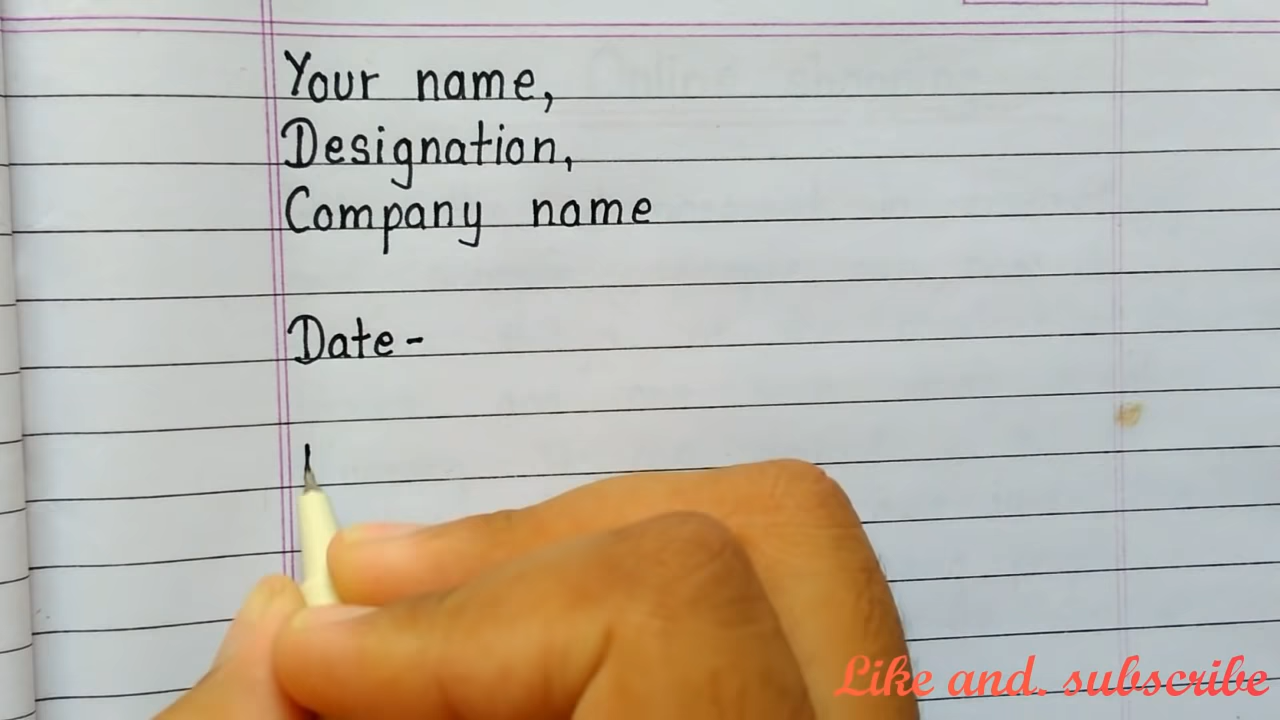 Your name,
Designation,
Company name
Date -
Like and. subscribe